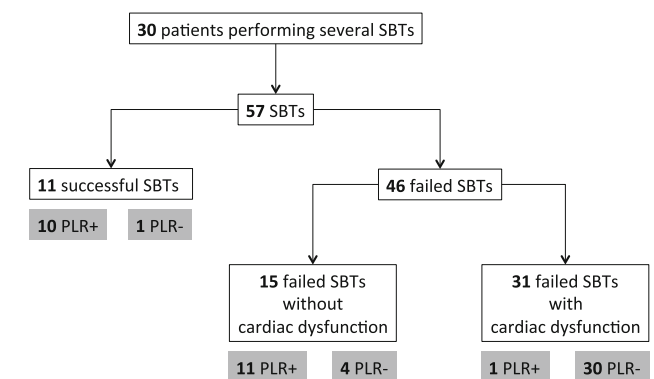 30 patients performing several SBTs
57 SBTs
11 successful SBTs
46 failed SBTs
10 PLR+
1 PLR-
15 failed SBTs
without
cardiac dysfunction
31 failed SBTs
with
cardiac dysfunction
11 PLR+
4 PLR-
1 PLR+
30 PLR-